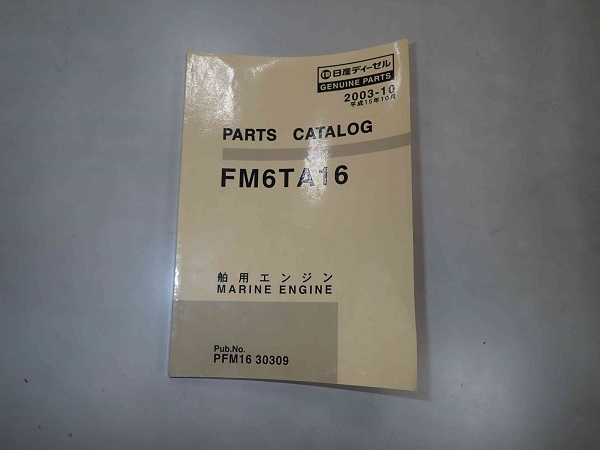 日産ディーゼル
GENUINE PARTS
2003-10
平成15年10月
PARTS CATALOG
FM6TA16
舶用エンジン
MARINE ENGINE
Pub.No.
PFM16 30309